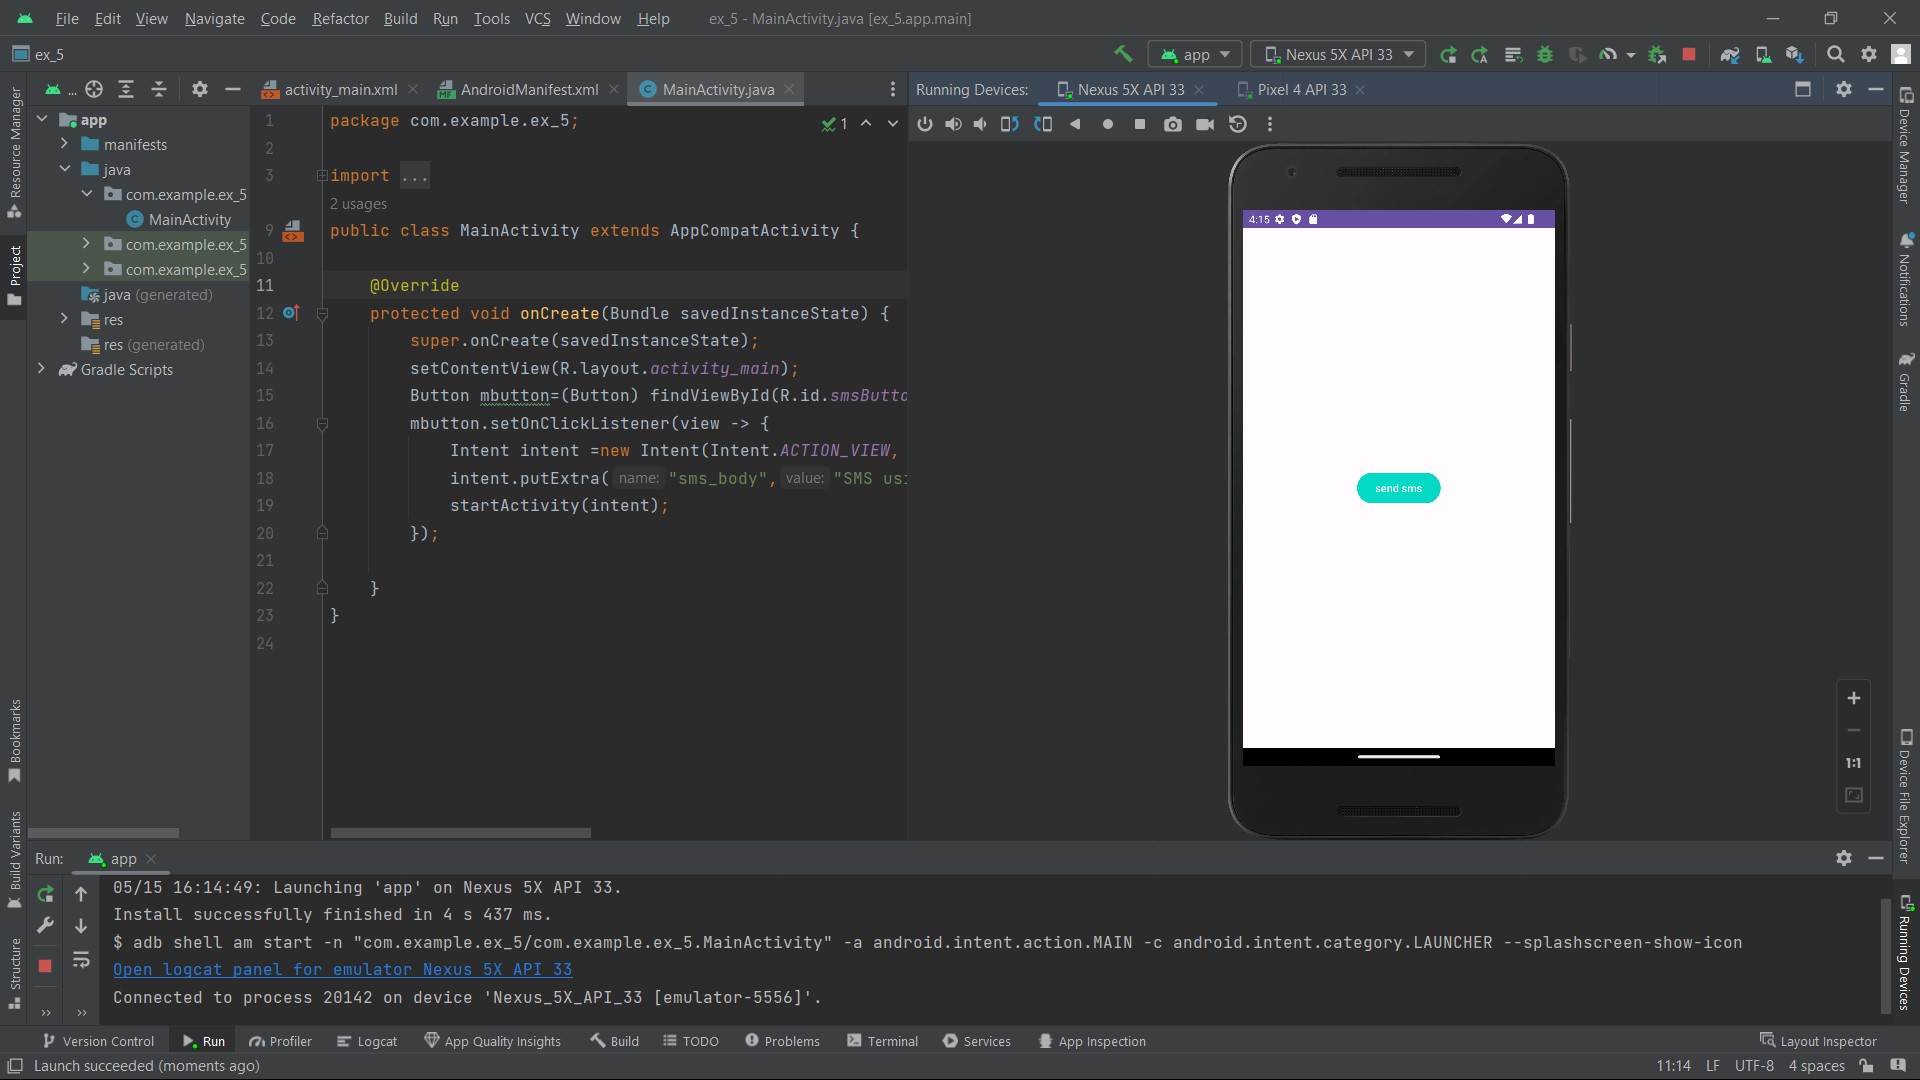 File Edit View Navigate Code Refactor Build Run Tools VCS Window Help ex_5 - MainActivity.java [ex_5.app.main]
ex_5 app Nexus 5X API 33
... activity_main.xml AndroidManifest.xml MainActivity.java Running Devices: Nexus 5X API 33 Pixel 4 API 33
Resource Manager
Project
Bookmarks
Build Variants
Structure
app
manifests
java
com.example.ex_5
MainActivity
com.example.ex_5
com.example.ex_5
java (generated)
res
res (generated)
Gradle Scripts
1 package com.example.ex_5; 1
2
3 import ...
2 usages
9 public class MainActivity extends AppCompatActivity {
10
11 @Override
12 protected void onCreate(Bundle savedInstanceState) {
13 super.onCreate(savedInstanceState);
14 setContentView(R.layout.activity_main);
15 Button mbutton=(Button) findViewById(R.id.smsButto
16 mbutton.setOnClickListener(view -> {
17 Intent intent =new Intent(Intent.ACTION_VIEW,
18 intent.putExtra( name: "sms_body", value: "SMS usi
19 startActivity(intent);
20 });
21
22 }
23 }
24
4:15
send sms
1:1
Device Manager
Notifications
Gradle
Device File Explorer
Running Devices
Run: app
05/15 16:14:49: Launching 'app' on Nexus 5X API 33.
Install successfully finished in 4 s 437 ms.
$ adb shell am start -n "com.example.ex_5/com.example.ex_5.MainActivity" -a android.intent.action.MAIN -c android.intent.category.LAUNCHER --splashscreen-show-icon
Open logcat panel for emulator Nexus 5X API 33
Connected to process 20142 on device 'Nexus_5X_API_33 [emulator-5556]'.
Version Control Run Profiler Logcat App Quality Insights Build TODO Problems Terminal Services App Inspection Layout Inspector
Launch succeeded (moments ago) 11:14 LF UTF-8 4 spaces